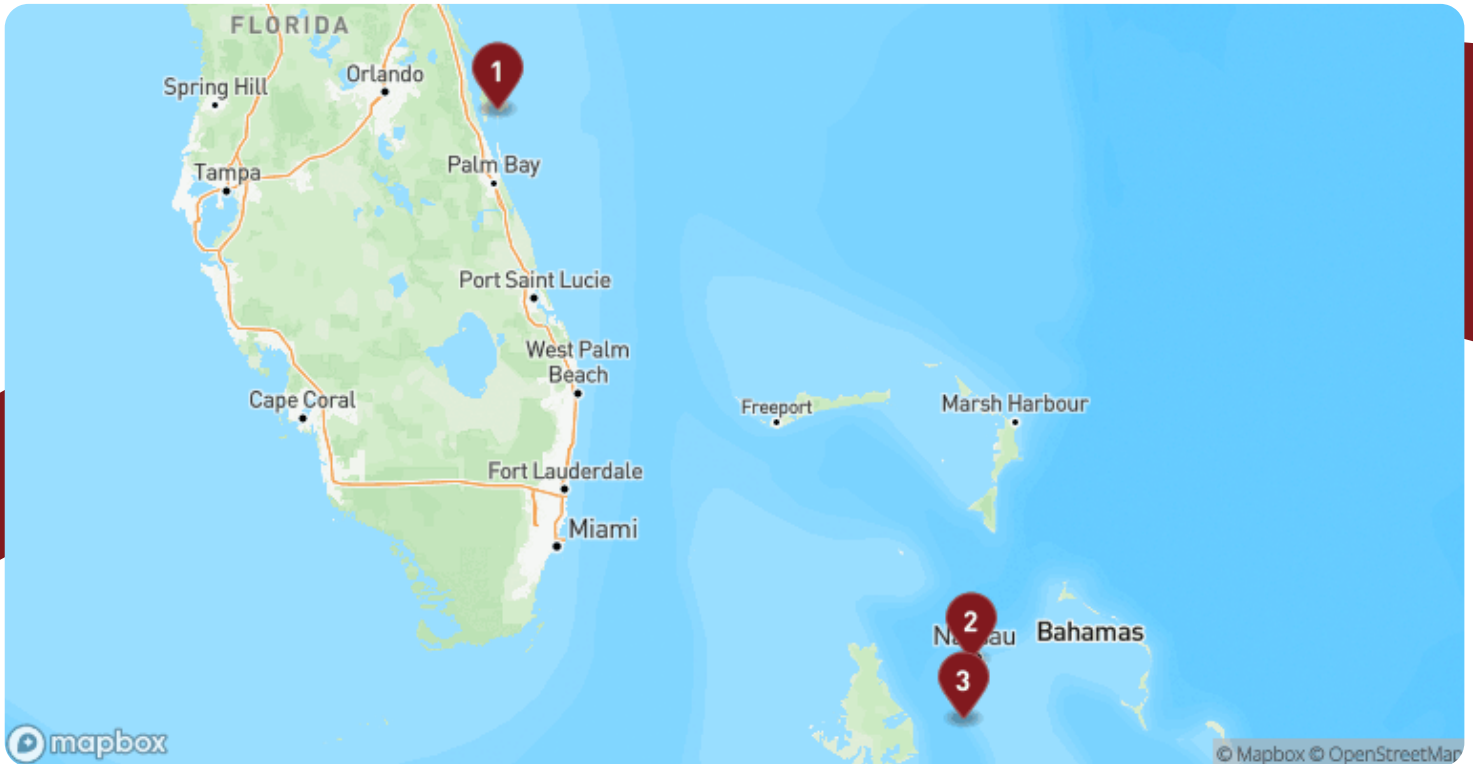 FLORIDA
1
Orlando
Spring Hill
Palm Bay
Tampa
Port Saint Lucie
West Palm
Beach
Cape Coral
Freeport
Marsh Harbour
Fort Lauderdale
Miami
2
Bahamas
3
mapbox
© Mapbox © OpenStreetMap